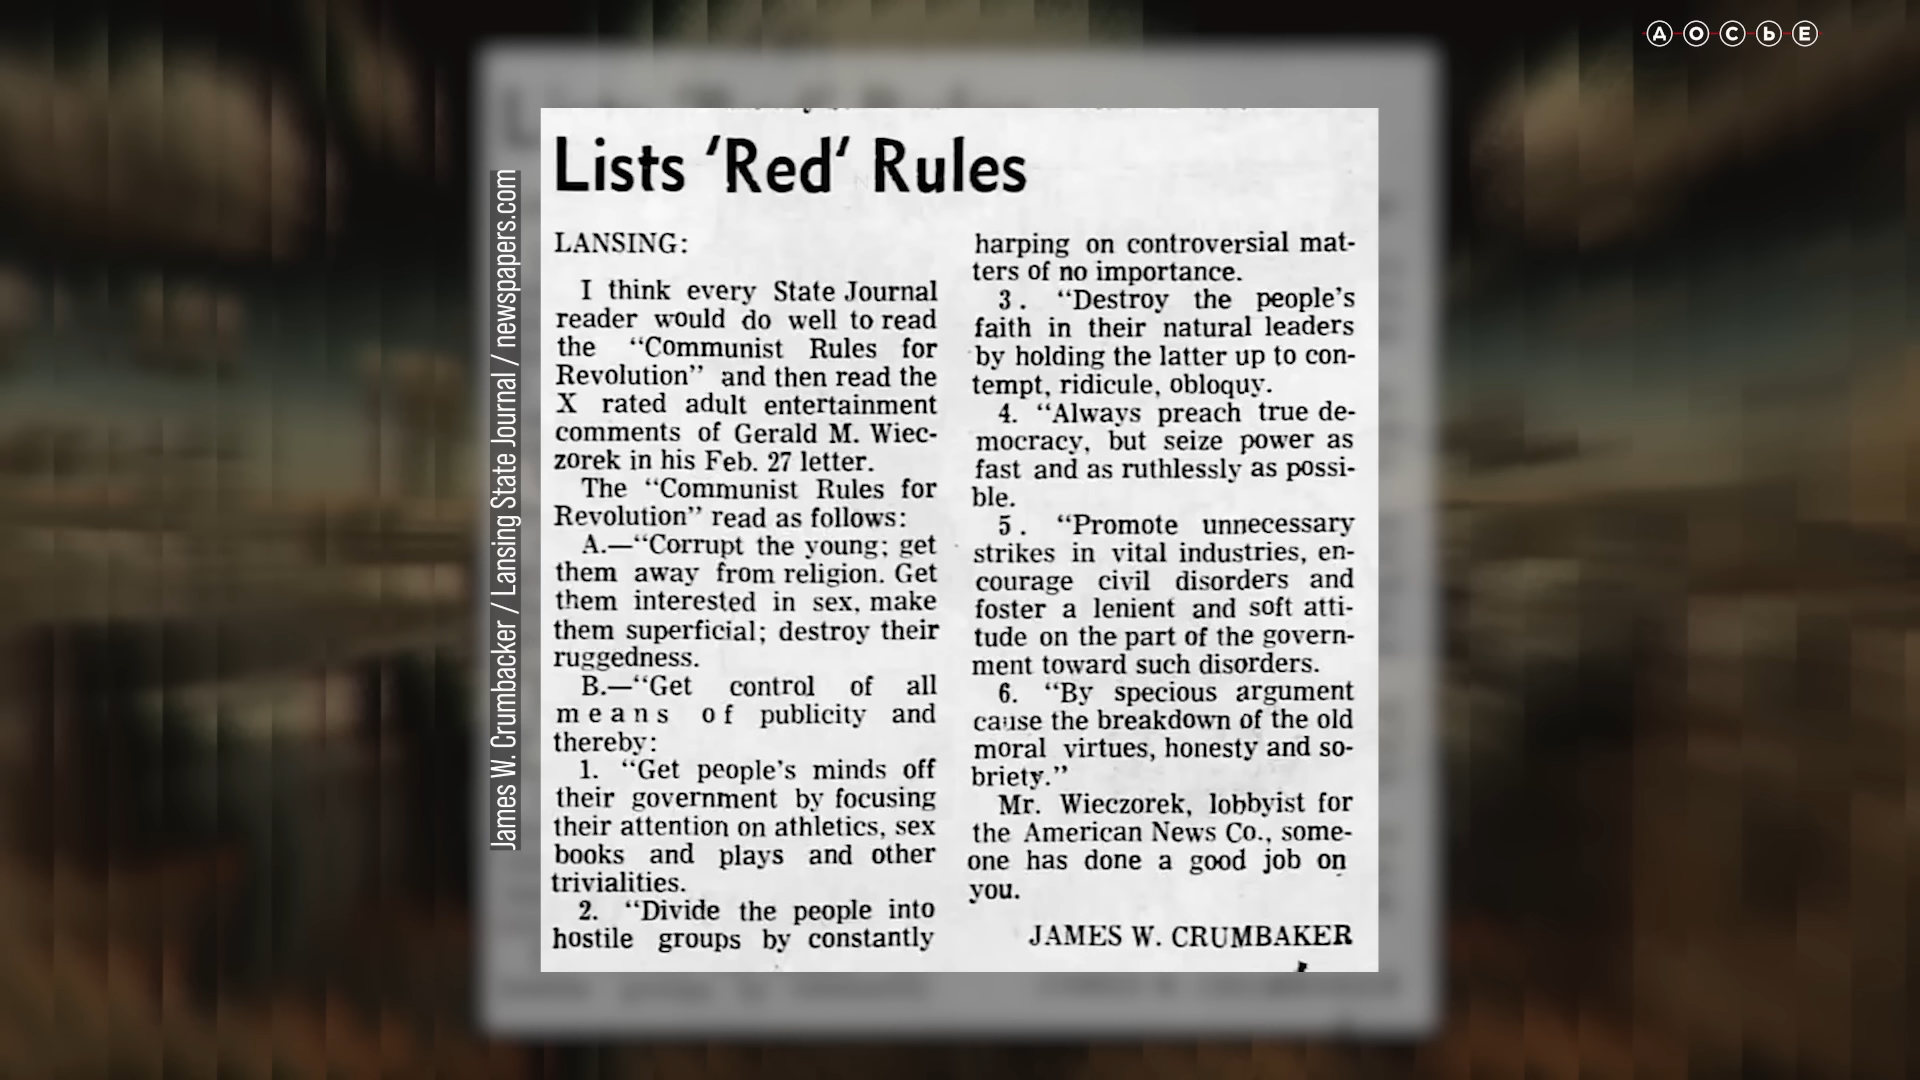 АОСЬЕ
James W. Crumbacker / Lansing State Journal / newspapers.com
Lists ‘Red’ Rules
LANSING:
I think every State Journal
reader would do well to read
the “Communist Rules for
Revolution” and then read the
X rated adult entertainment
comments of Gerald M. Wiec-
zorek in his Feb. 27 letter.
The “Communist Rules for
Revolution” read as follows:
A.—“Corrupt the young; get
them away from religion. Get
them interested in sex, make
them superficial; destroy their
ruggedness.
B.—“Get control of all
means of publicity and
thereby:
1. “Get people’s minds off
their government by focusing
their attention on athletics, sex
books and plays and other
trivialities.
2. “Divide the people into
hostile groups by constantly
harping on controversial mat-
ters of no importance.
3. “Destroy the people’s
faith in their natural leaders
by holding the latter up to con-
tempt, ridicule, obloquy.
4. “Always preach true de-
mocracy, but seize power as
fast and as ruthlessly as possi-
ble.
5. “Promote unnecessary
strikes in vital industries, en-
courage civil disorders and
foster a lenient and soft atti-
tude on the part of the govern-
ment toward such disorders.
6. “By specious argument
cause the breakdown of the old
moral virtues, honesty and so-
briety.”
Mr. Wieczorek, lobbyist for
the American News Co., some-
one has done a good job on
you.
JAMES W. CRUMBAKER